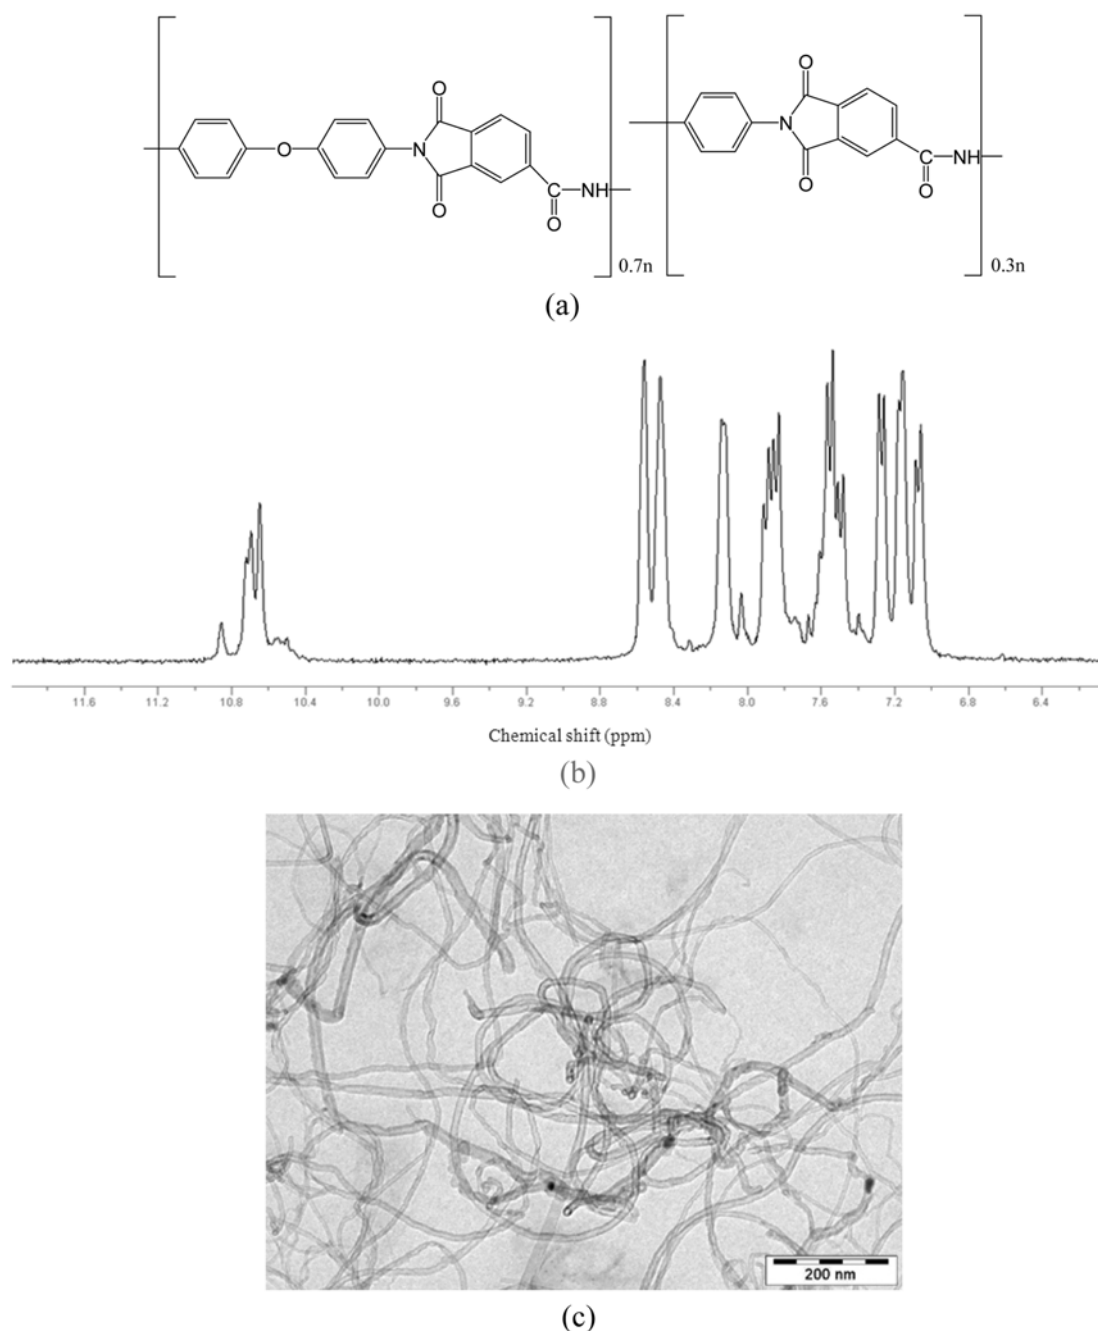 O O
O N
O
C NH
O
0.7n
O
N
O
C NH
O
0.3n
(a)
11.6 11.2 10.8 10.4 10.0 9.6 9.2 8.8 8.4 8.0 7.6 7.2 6.8 6.4
Chemical shift (ppm)
(b)
200 nm
(c)